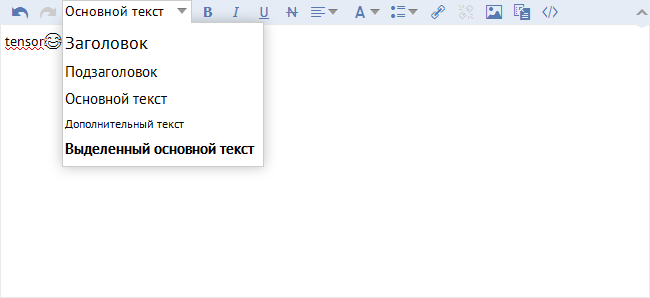 Основной текст B I U N A
tensor😊
Заголовок
Подзаголовок
Основной текст
Дополнительный текст
Выделенный основной текст